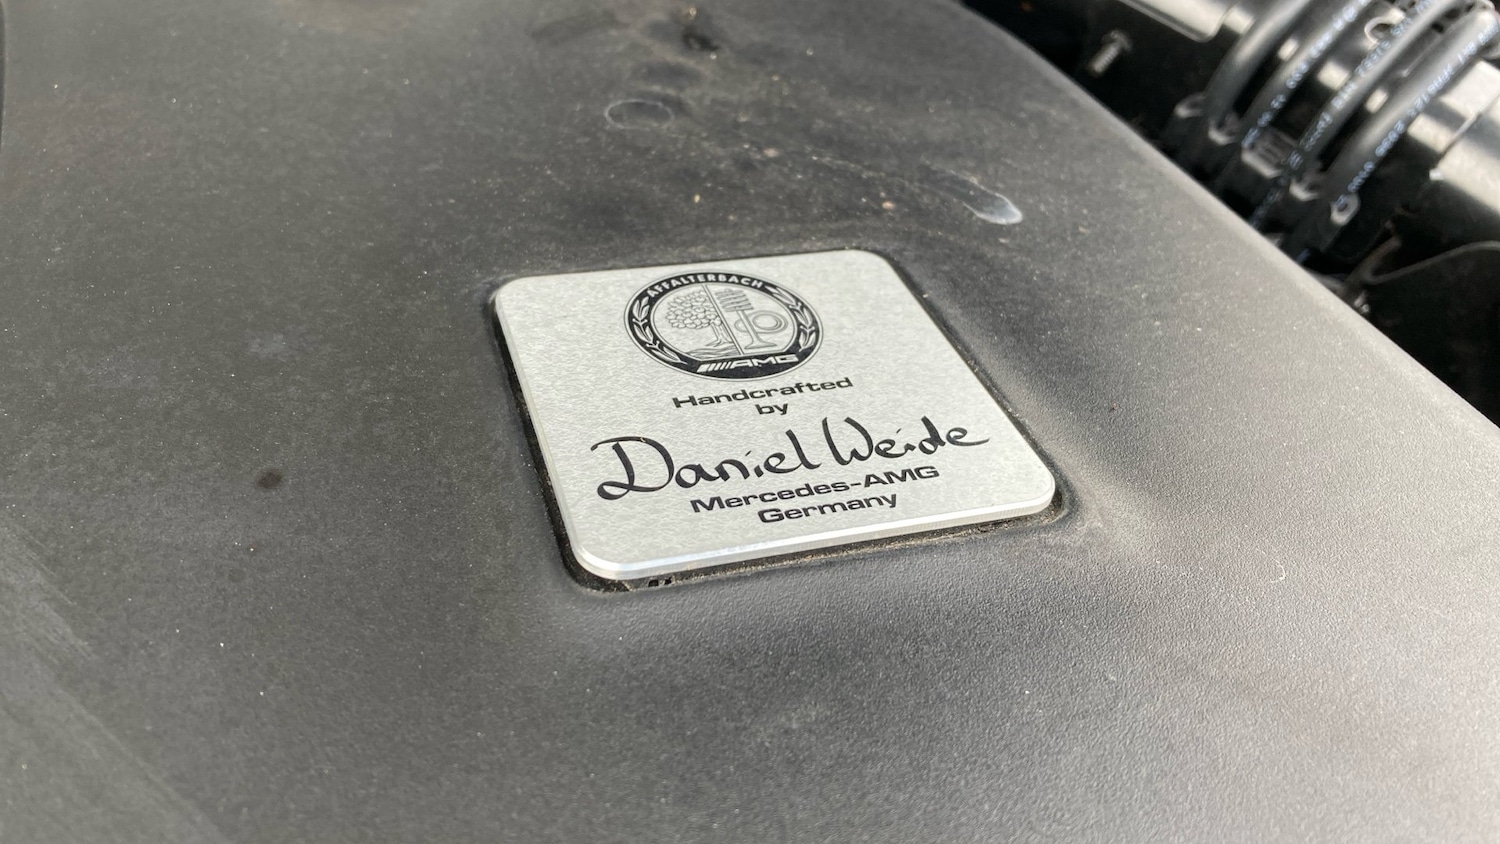 AFFALTERBACH
AMG
Handcrafted
by
Daniel Weide
Mercedes-AMG
Germany